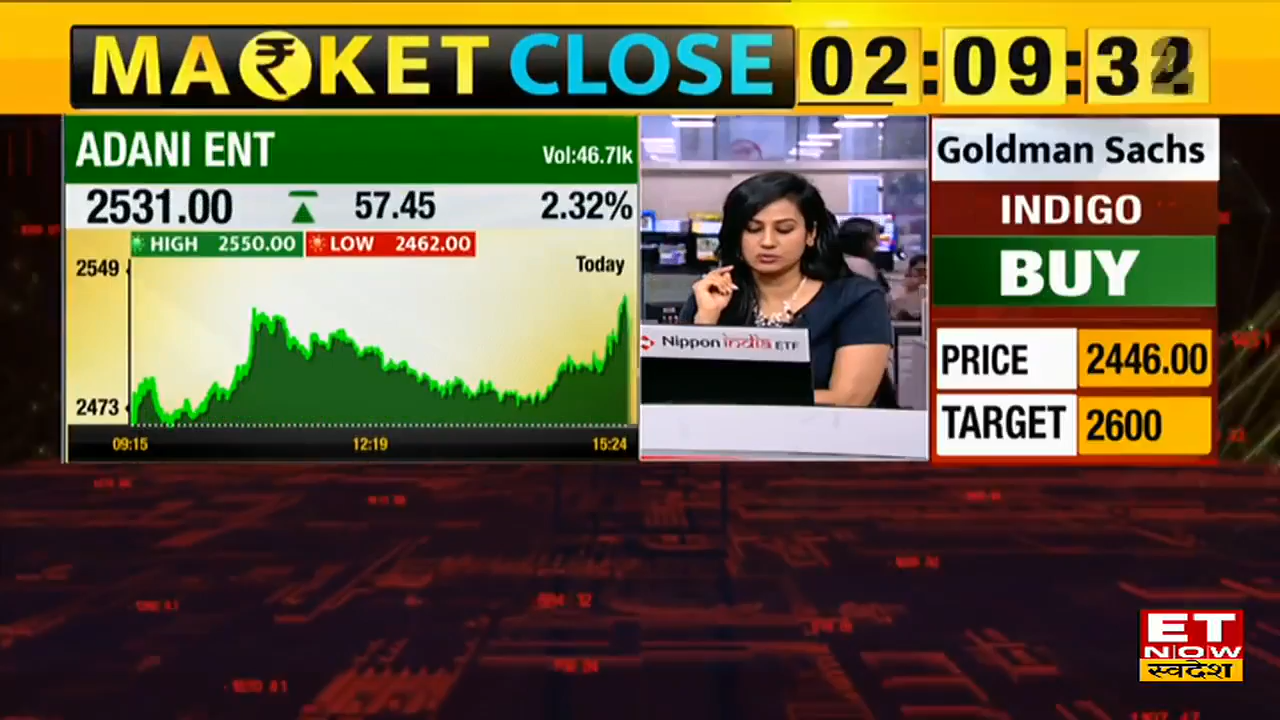 MA₹KET CLOSE 02:09:32
ADANI ENT Vol:46.7lk
2531.00 57.45 2.32%
HIGH 2550.00 LOW 2462.00
2549 Today
2473
09:15 12:19 15:24
Nippon india ETF
Goldman Sachs
INDIGO
BUY
PRICE 2446.00
TARGET 2600
ET
NOW
स्वदेश